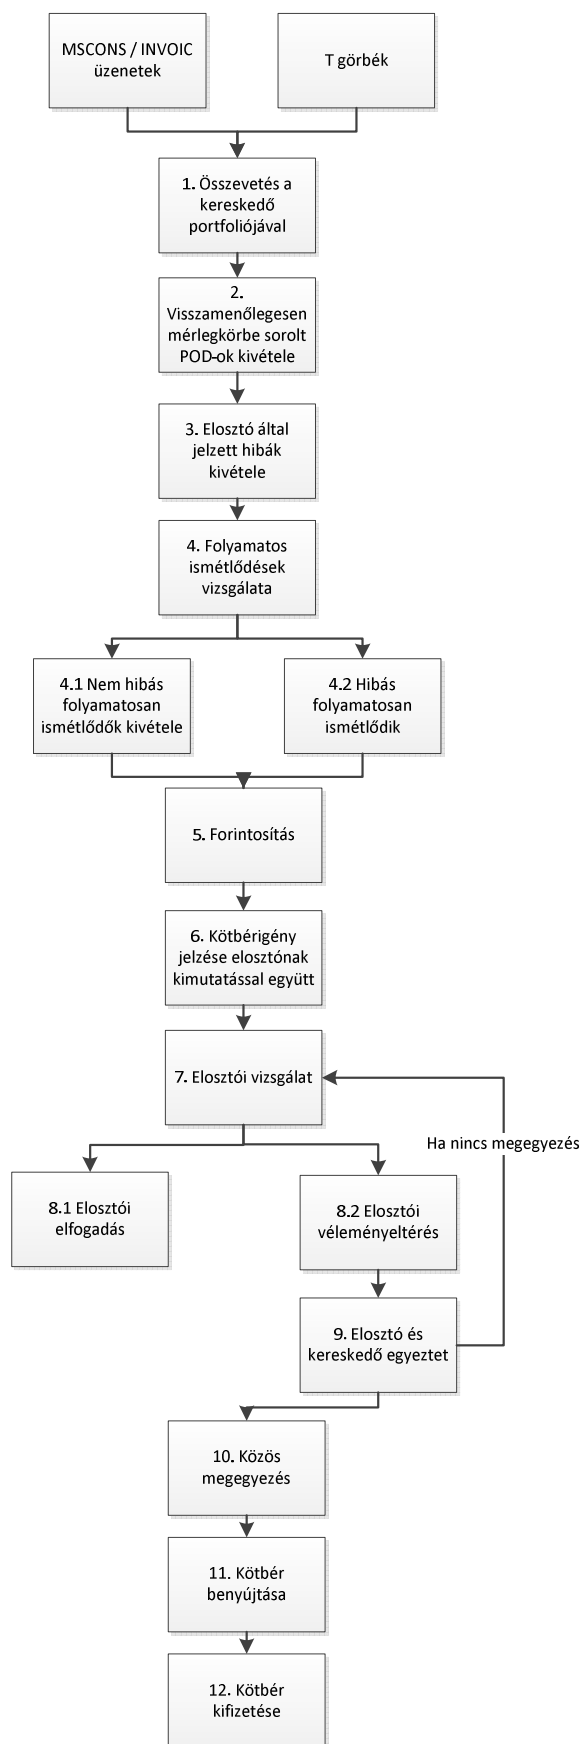 MSCONS / INVOIC
üzenetek
T görbék
1. Összevetés a
kereskedő
portfoliójával
2.
Visszamenőlegesen
mérlegkörbe sorolt
POD-ok kivétele
3. Elosztó által
jelzett hibák
kivétele
4. Folyamatos
ismétlődések
vizsgálata
4.1 Nem hibás
folyamatosan
ismétlődők kivétele
4.2 Hibás
folyamatosan
ismétlődik
5. Forintosítás
6. Kötbérigény
jelzése elosztónak
kimutatással együtt
7. Elosztói vizsgálat
Ha nincs megegyezés
8.1 Elosztói
elfogadás
8.2 Elosztói
véleményeltérés
9. Elosztó és
kereskedő egyeztet
10. Közös
megegyezés
11. Kötbér
benyújtása
12. Kötbér
kifizetése